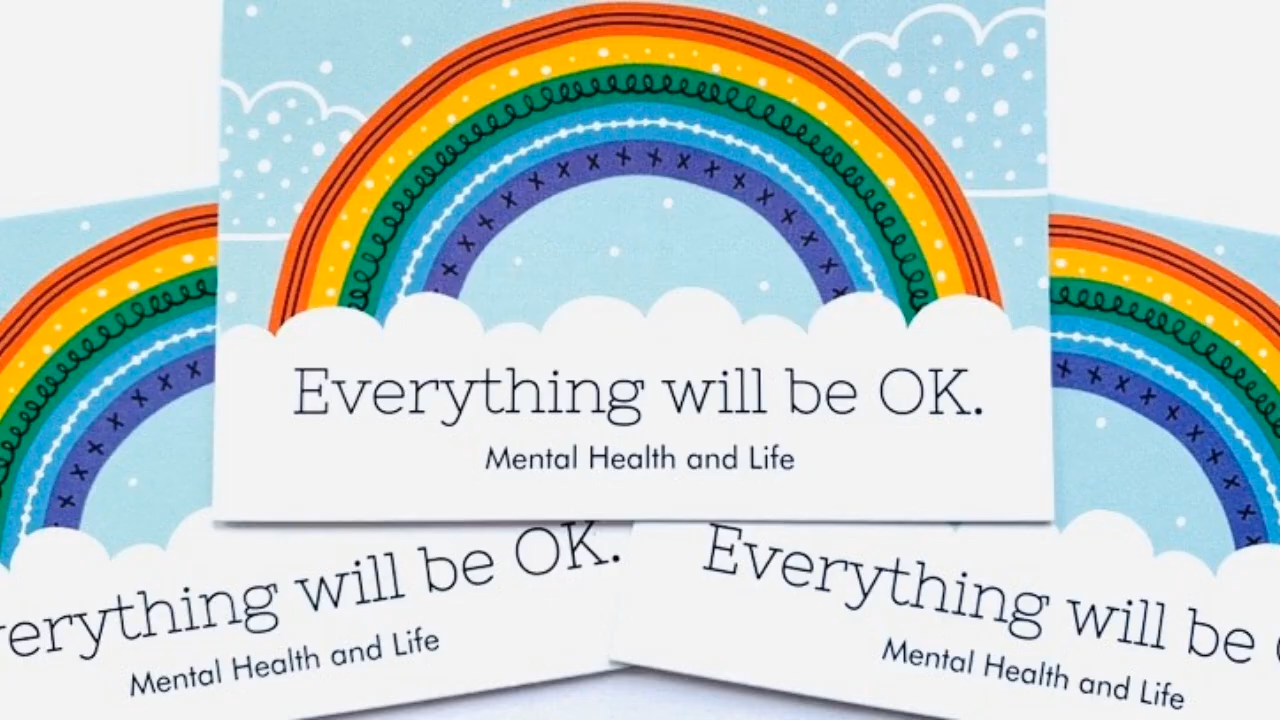 Everything will be OK.
Mental Health and Life
verything will be OK.
Mental Health and Life
Everything will be
Mental Health and Life